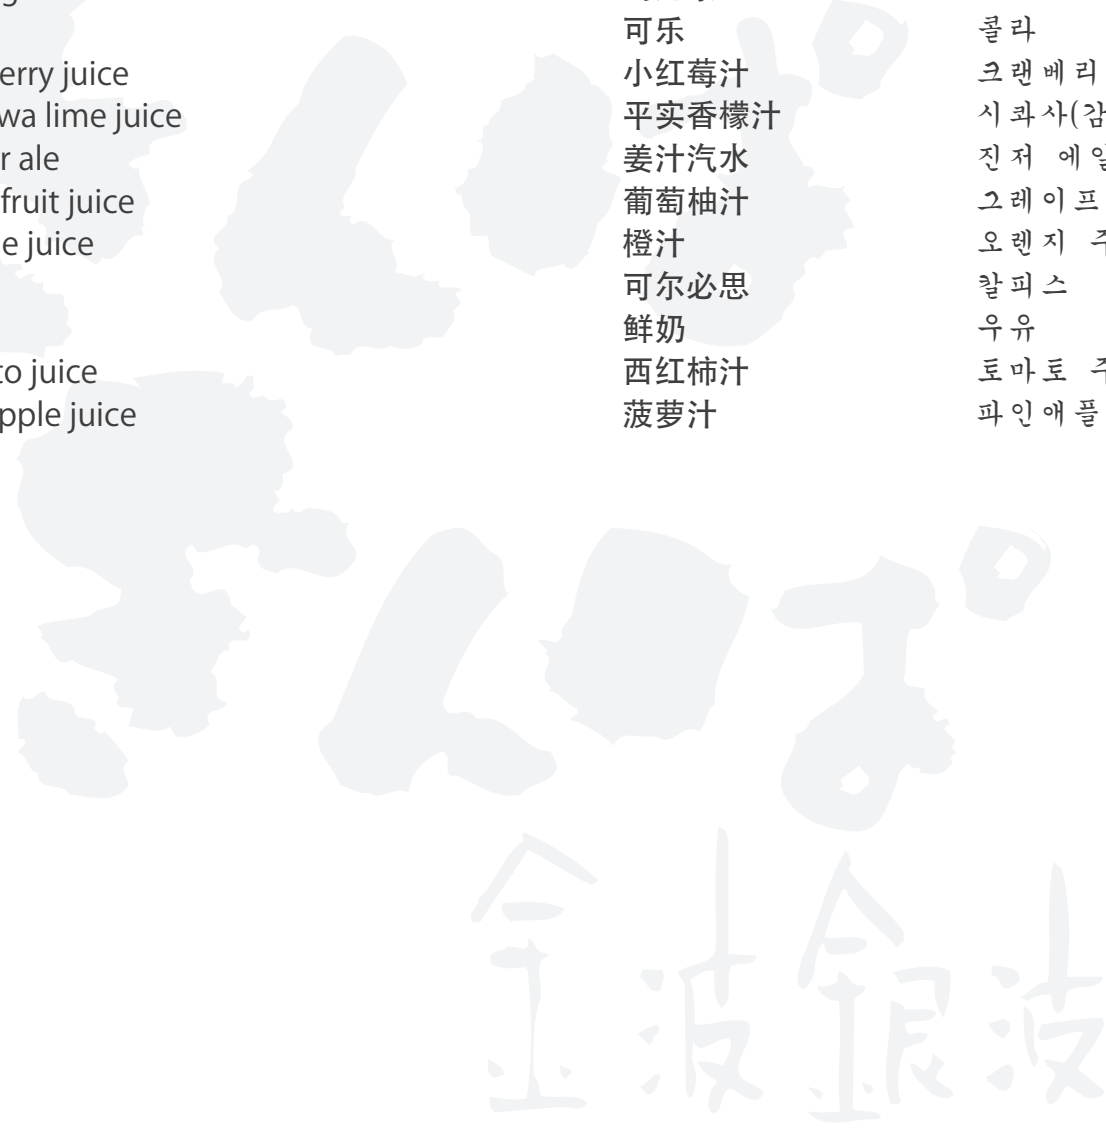 可乐 콜라
erry juice 小红莓汁 크랜베리
wa lime juice 平实香檬汁 시콰사(감
r ale 姜汁汽水 진저 에일
fruit juice 葡萄柚汁 그레이프
e juice 橙汁 오렌지 주
可尔必思 칼피스
鲜奶 우유
to juice 西红柿汁 토마토 주
pple juice 菠萝汁 파인애플
金波銀波